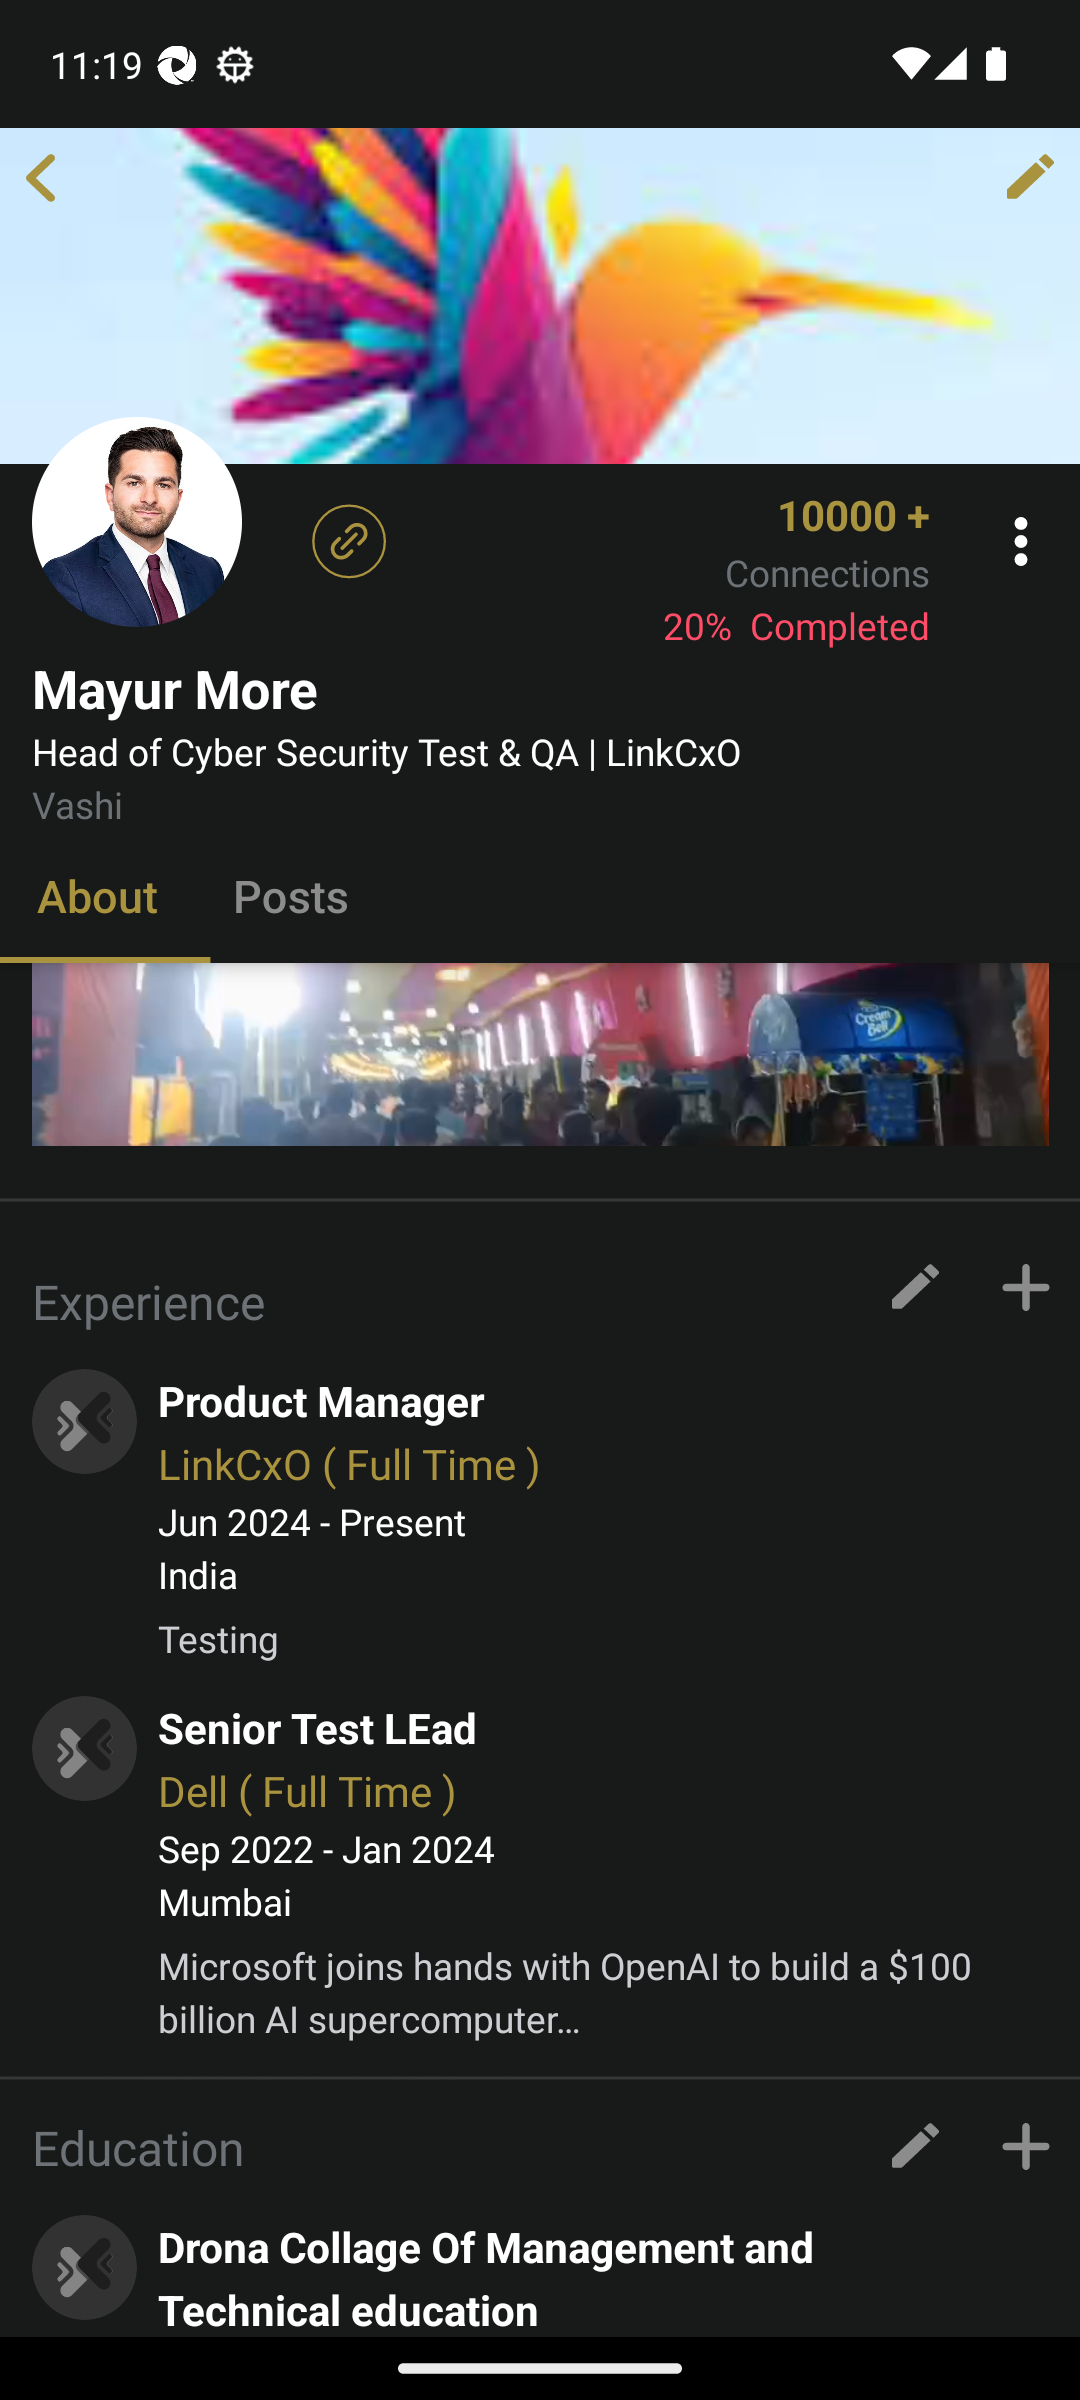 11:19
10000 +
Connections
20% Completed
Mayur More
Head of Cyber Security Test & QA | LinkCxO
Vashi
About Posts
Cream
Bell
Experience
Product Manager
LinkCxO ( Full Time )
Jun 2024 - Present
India
Testing
Senior Test LEad
Dell ( Full Time )
Sep 2022 - Jan 2024
Mumbai
Microsoft joins hands with OpenAI to build a $100
billion AI supercomputer...
Education
Drona Collage Of Management and
Technical education